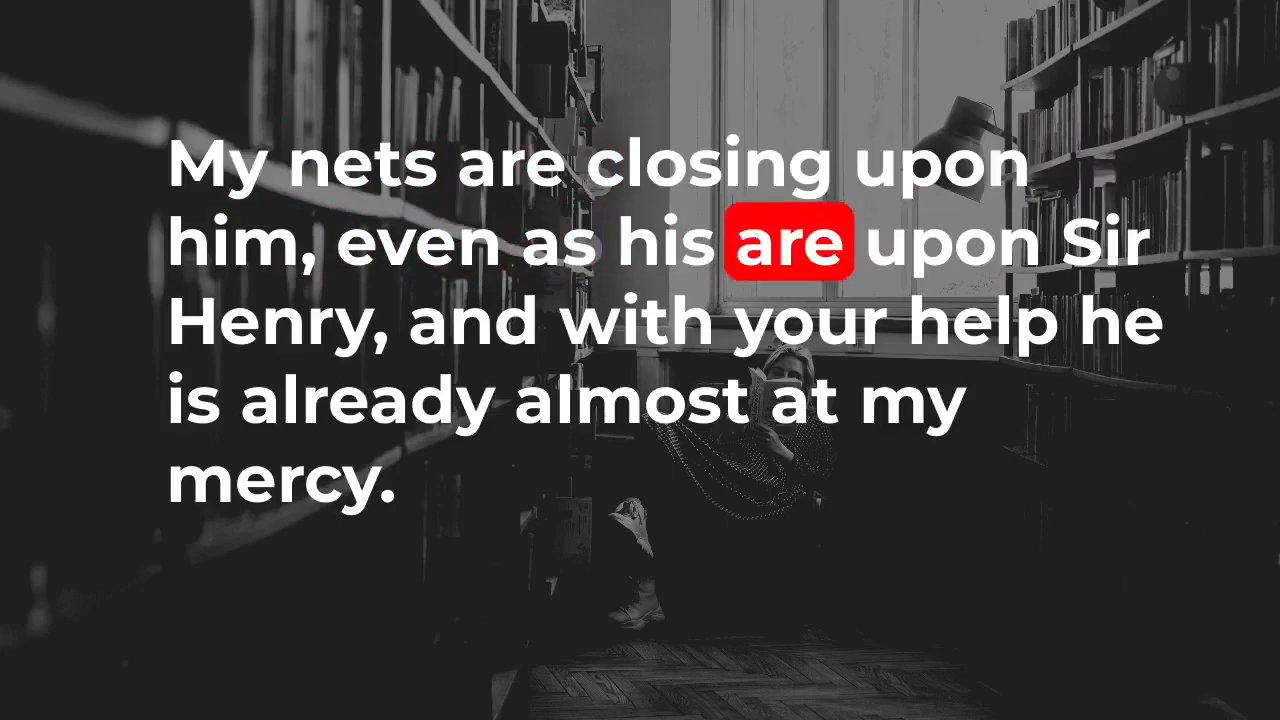 My nets are closing upon
him, even as his are upon Sir
Henry, and with your help he
is already almost at my
mercy.